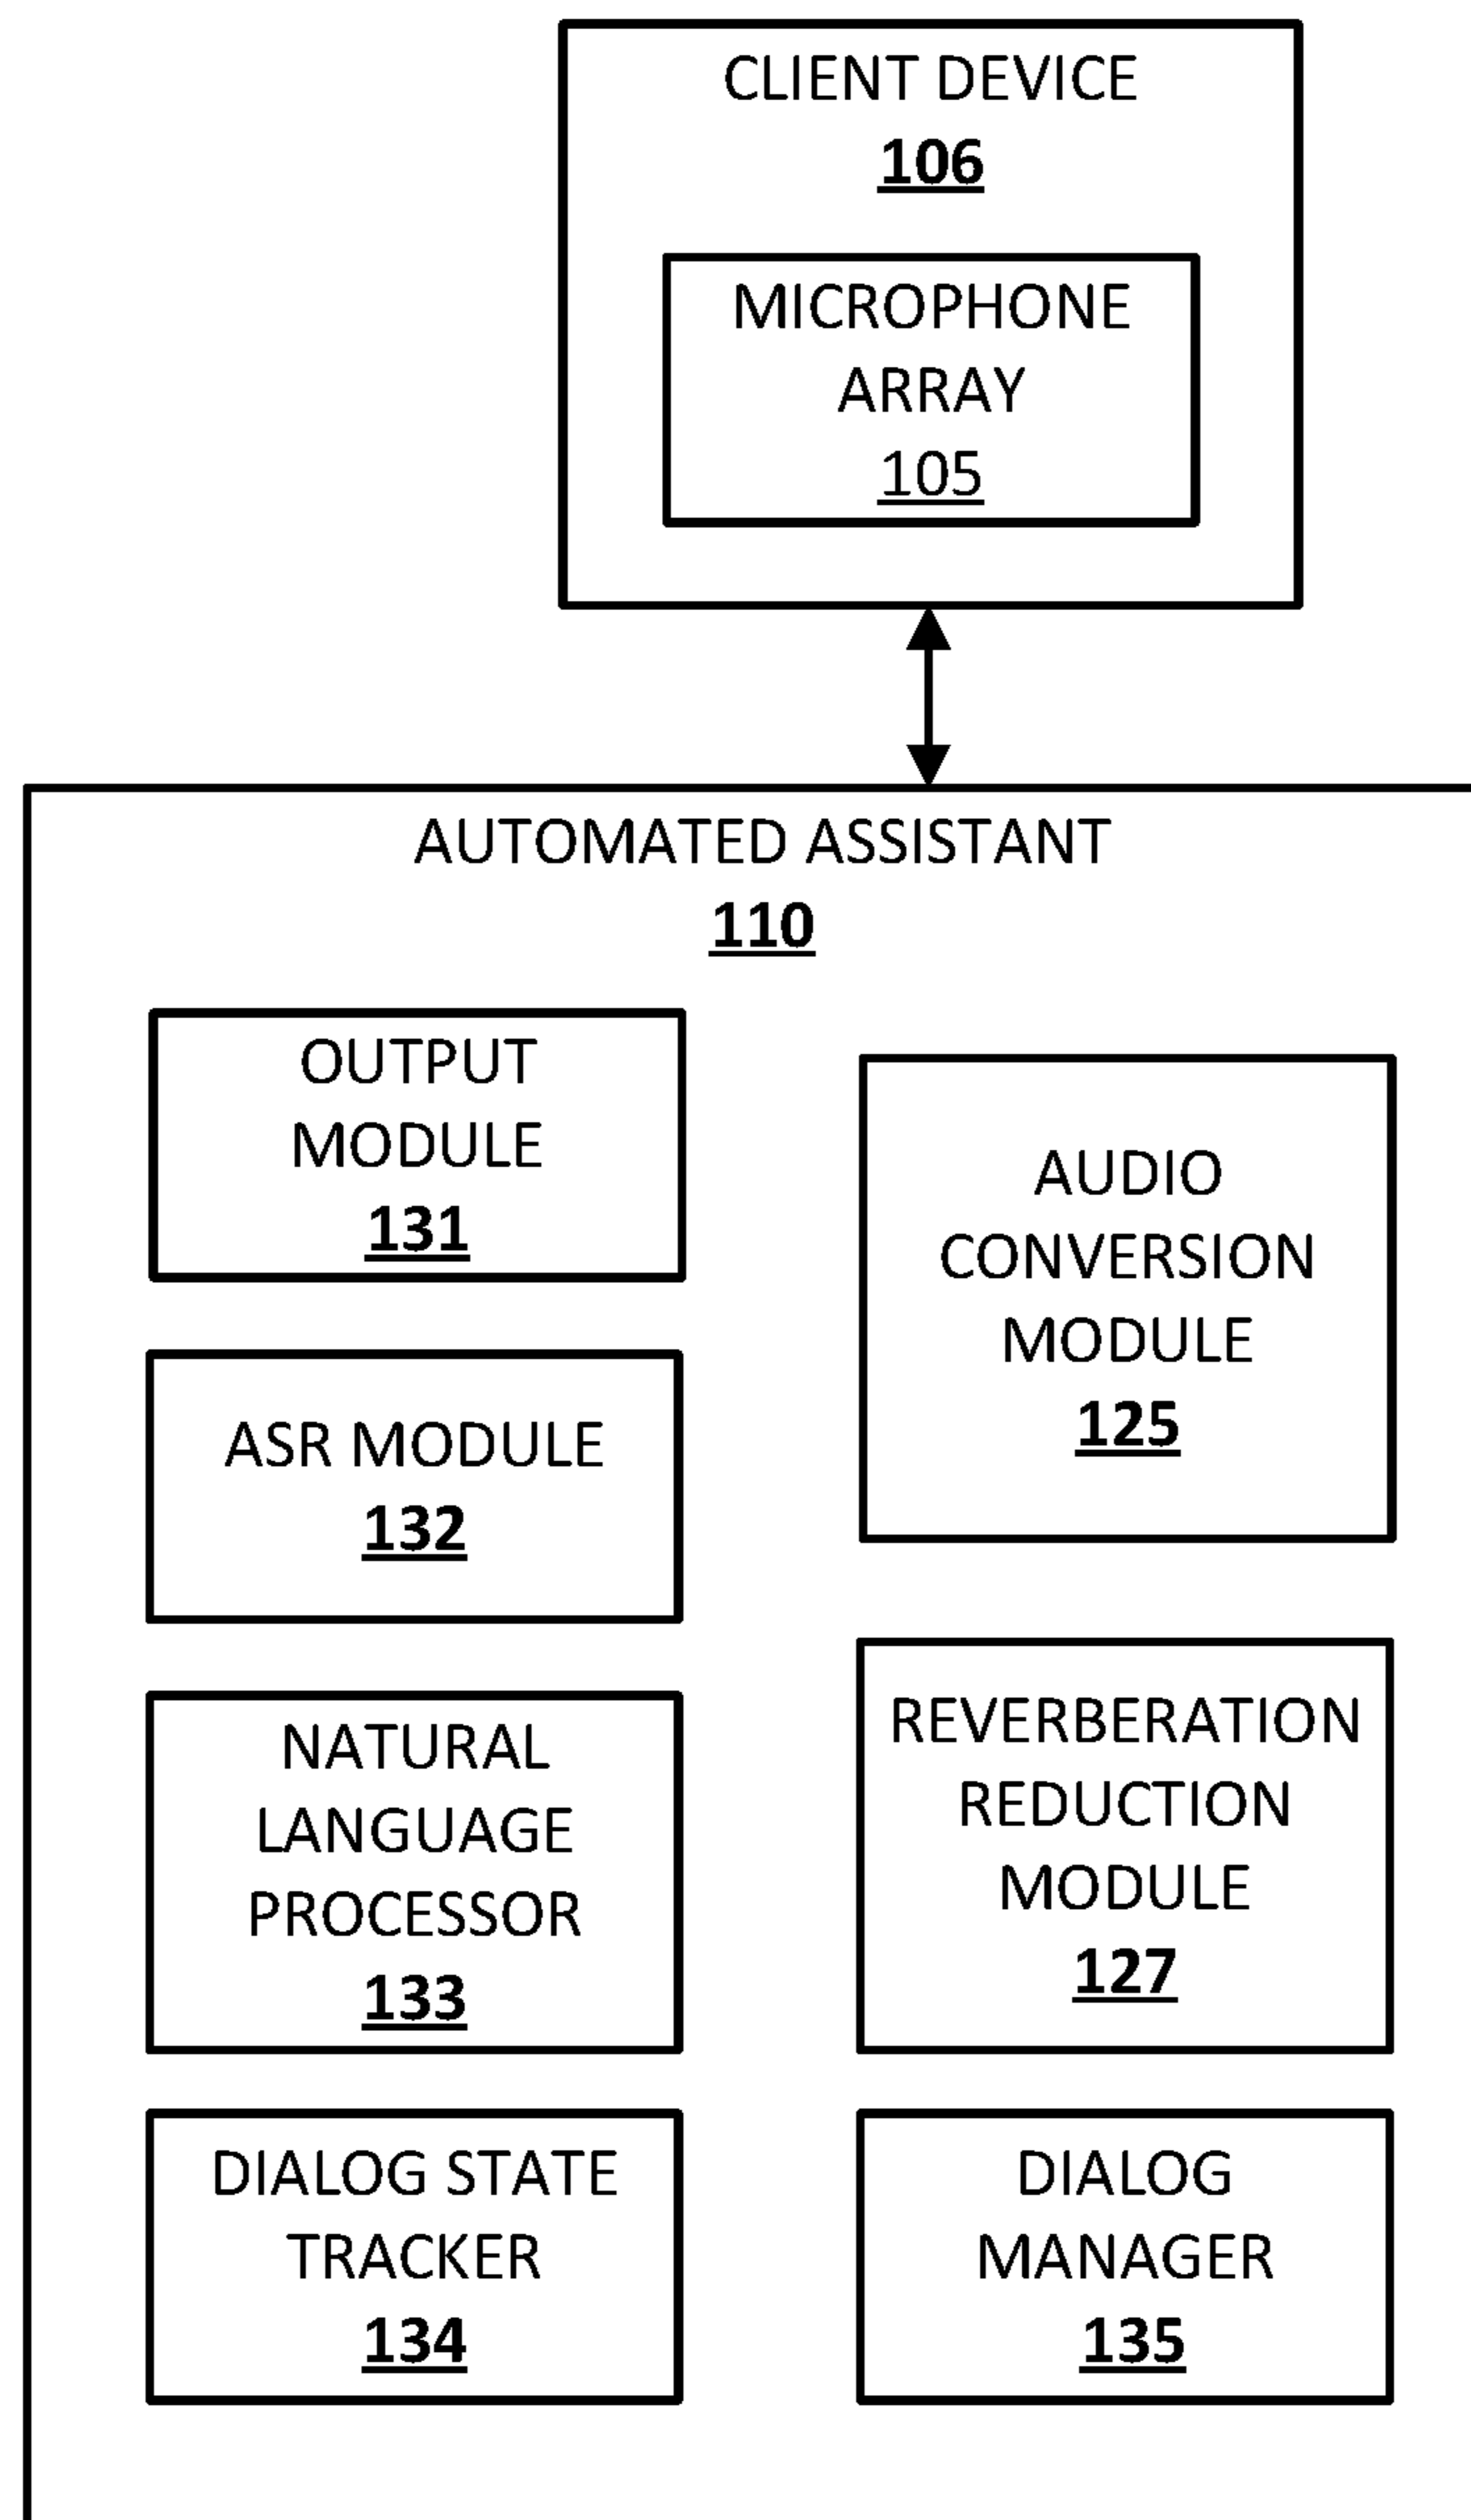 CLIENT DEVICE
106
MICROPHONE
ARRAY
105
AUTOMATED ASSISTANT
110
OUTPUT
MODULE
131
ASR MODULE
132
NATURAL
LANGUAGE
PROCESSOR
133
DIALOG STATE
TRACKER
134
AUDIO
CONVERSION
MODULE
125
REVERBERATION
REDUCTION
MODULE
127
DIALOG
MANAGER
135